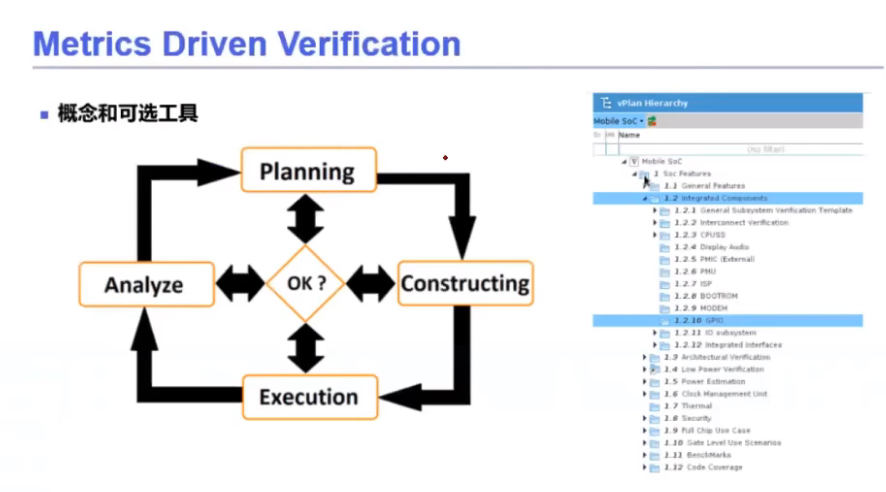 Metrics Driven Verification
概念和可选工具
Planning
Analyze
OK ?
Constructing
Execution
vPlan Hierarchy
Mobile SoC
Name
(no filter)
Mobile SoC
1 Soc Features
1.1 General Features
1.2 Integrated Components
1.2.1 General Subsystem Verification Template
1.2.2 Interconnect Verification
1.2.3 CPUSS
1.2.4 Display Audio
1.2.5 PMIC (External)
1.2.6 PMU
1.2.7 ISP
1.2.8 BOOTROM
1.2.9 MODEM
1.2.10 GPIO
1.2.11 IO subsystem
1.2.12 Integrated Interfaces
1.3 Architectural Verification
1.4 Low Power Verification
1.5 Power Estimation
1.6 Clock Management Unit
1.7 Thermal
1.8 Security
1.9 Full Chip Use Case
1.10 Gate Level Use Scenarios
1.11 BenchMarks
1.12 Code Coverage